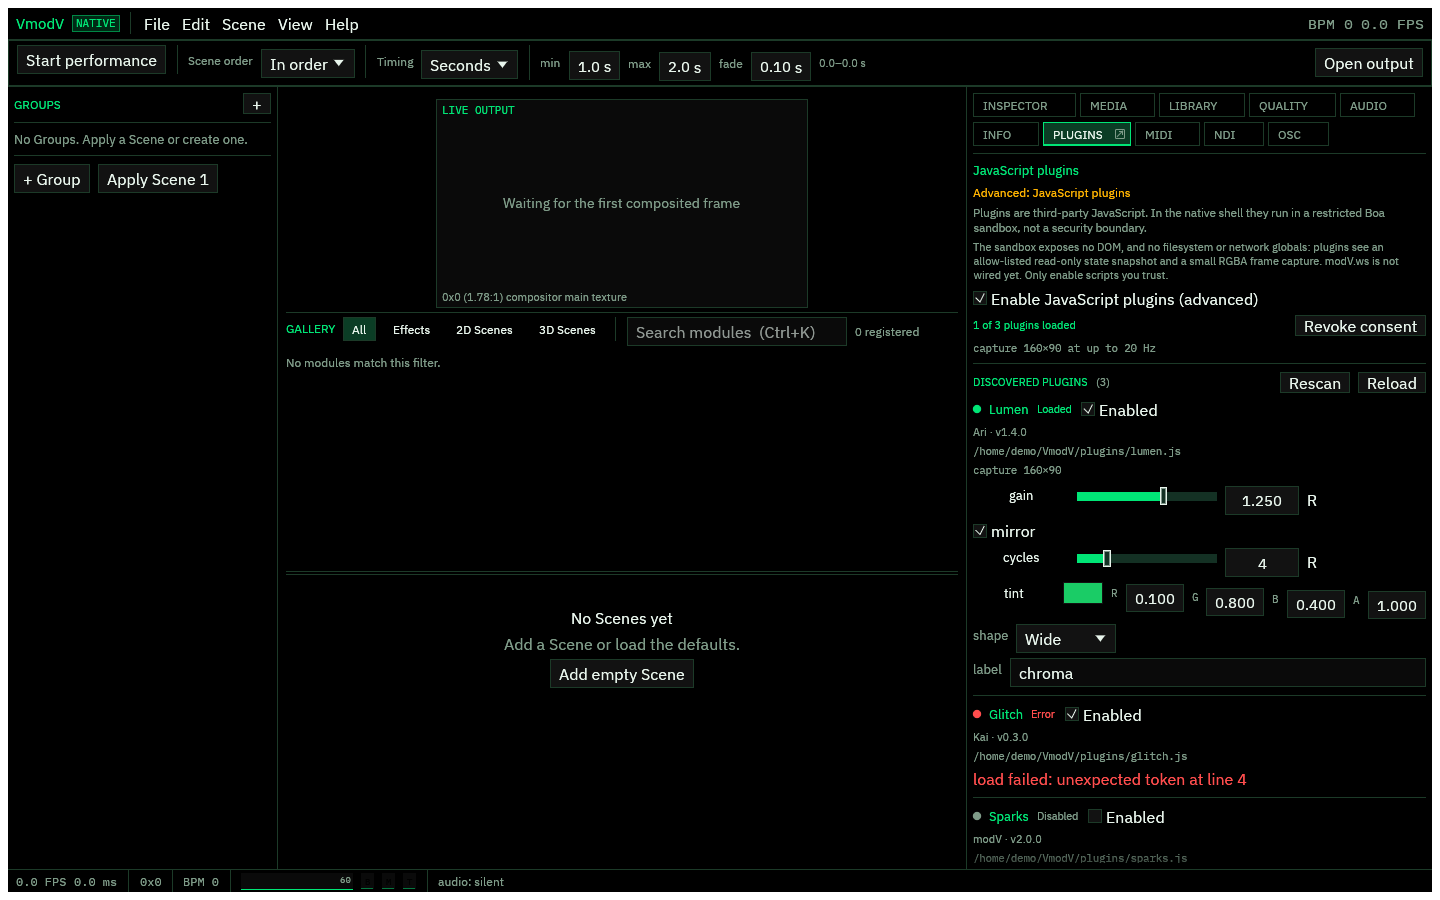 VmodV NATIVE File Edit Scene View Help BPM 0 0.0 FPS
Start performance Scene order In order Timing Seconds min 1.0 s max 2.0 s fade 0.10 s 0.0–0.0 s Open output
GROUPS +
No Groups. Apply a Scene or create one.
+ Group Apply Scene 1
LIVE OUTPUT
Waiting for the first composited frame
0x0 (1.78:1) compositor main texture
GALLERY All Effects 2D Scenes 3D Scenes Search modules (Ctrl+K) 0 registered
No modules match this filter.
No Scenes yet
Add a Scene or load the defaults.
Add empty Scene
INSPECTOR MEDIA LIBRARY QUALITY AUDIO
INFO PLUGINS MIDI NDI OSC
JavaScript plugins
Advanced: JavaScript plugins
Plugins are third-party JavaScript. In the native shell they run in a restricted Boa
sandbox, not a security boundary.
The sandbox exposes no DOM, and no filesystem or network globals: plugins see an
allow-listed read-only state snapshot and a small RGBA frame capture. modV.ws is not
wired yet. Only enable scripts you trust.
Enable JavaScript plugins (advanced)
1 of 3 plugins loaded Revoke consent
capture 160×90 at up to 20 Hz
DISCOVERED PLUGINS (3) Rescan Reload
Lumen Loaded Enabled
Ari · v1.4.0
/home/demo/VmodV/plugins/lumen.js
capture 160×90
gain 1.250 R
mirror
cycles 4 R
tint R 0.100 G 0.800 B 0.400 A 1.000
shape Wide
label chroma
Glitch Error Enabled
Kai · v0.3.0
/home/demo/VmodV/plugins/glitch.js
load failed: unexpected token at line 4
Sparks Disabled Enabled
modV · v2.0.0
/home/demo/VmodV/plugins/sparks.js
0.0 FPS 0.0 ms 0x0 BPM 0 60 audio: silent